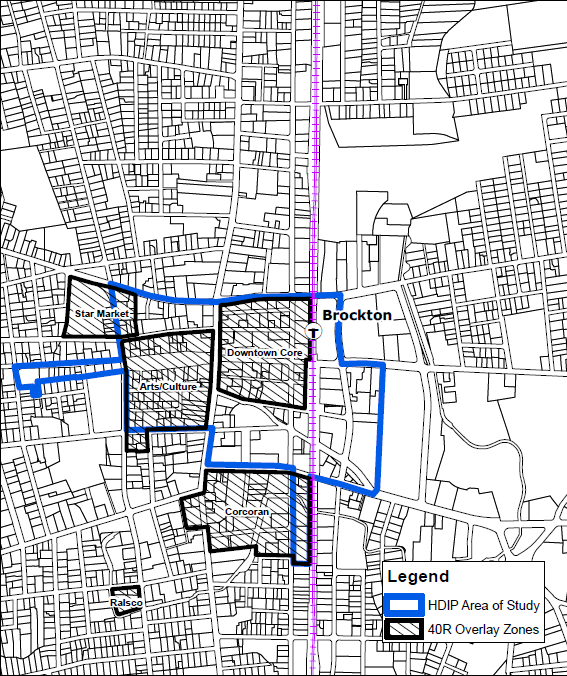 Star Market
Brockton
T
Downtown Core
Arts/Culture
Corcoran
Ralsco
Legend
HDIP Area of Study
40R Overlay Zones